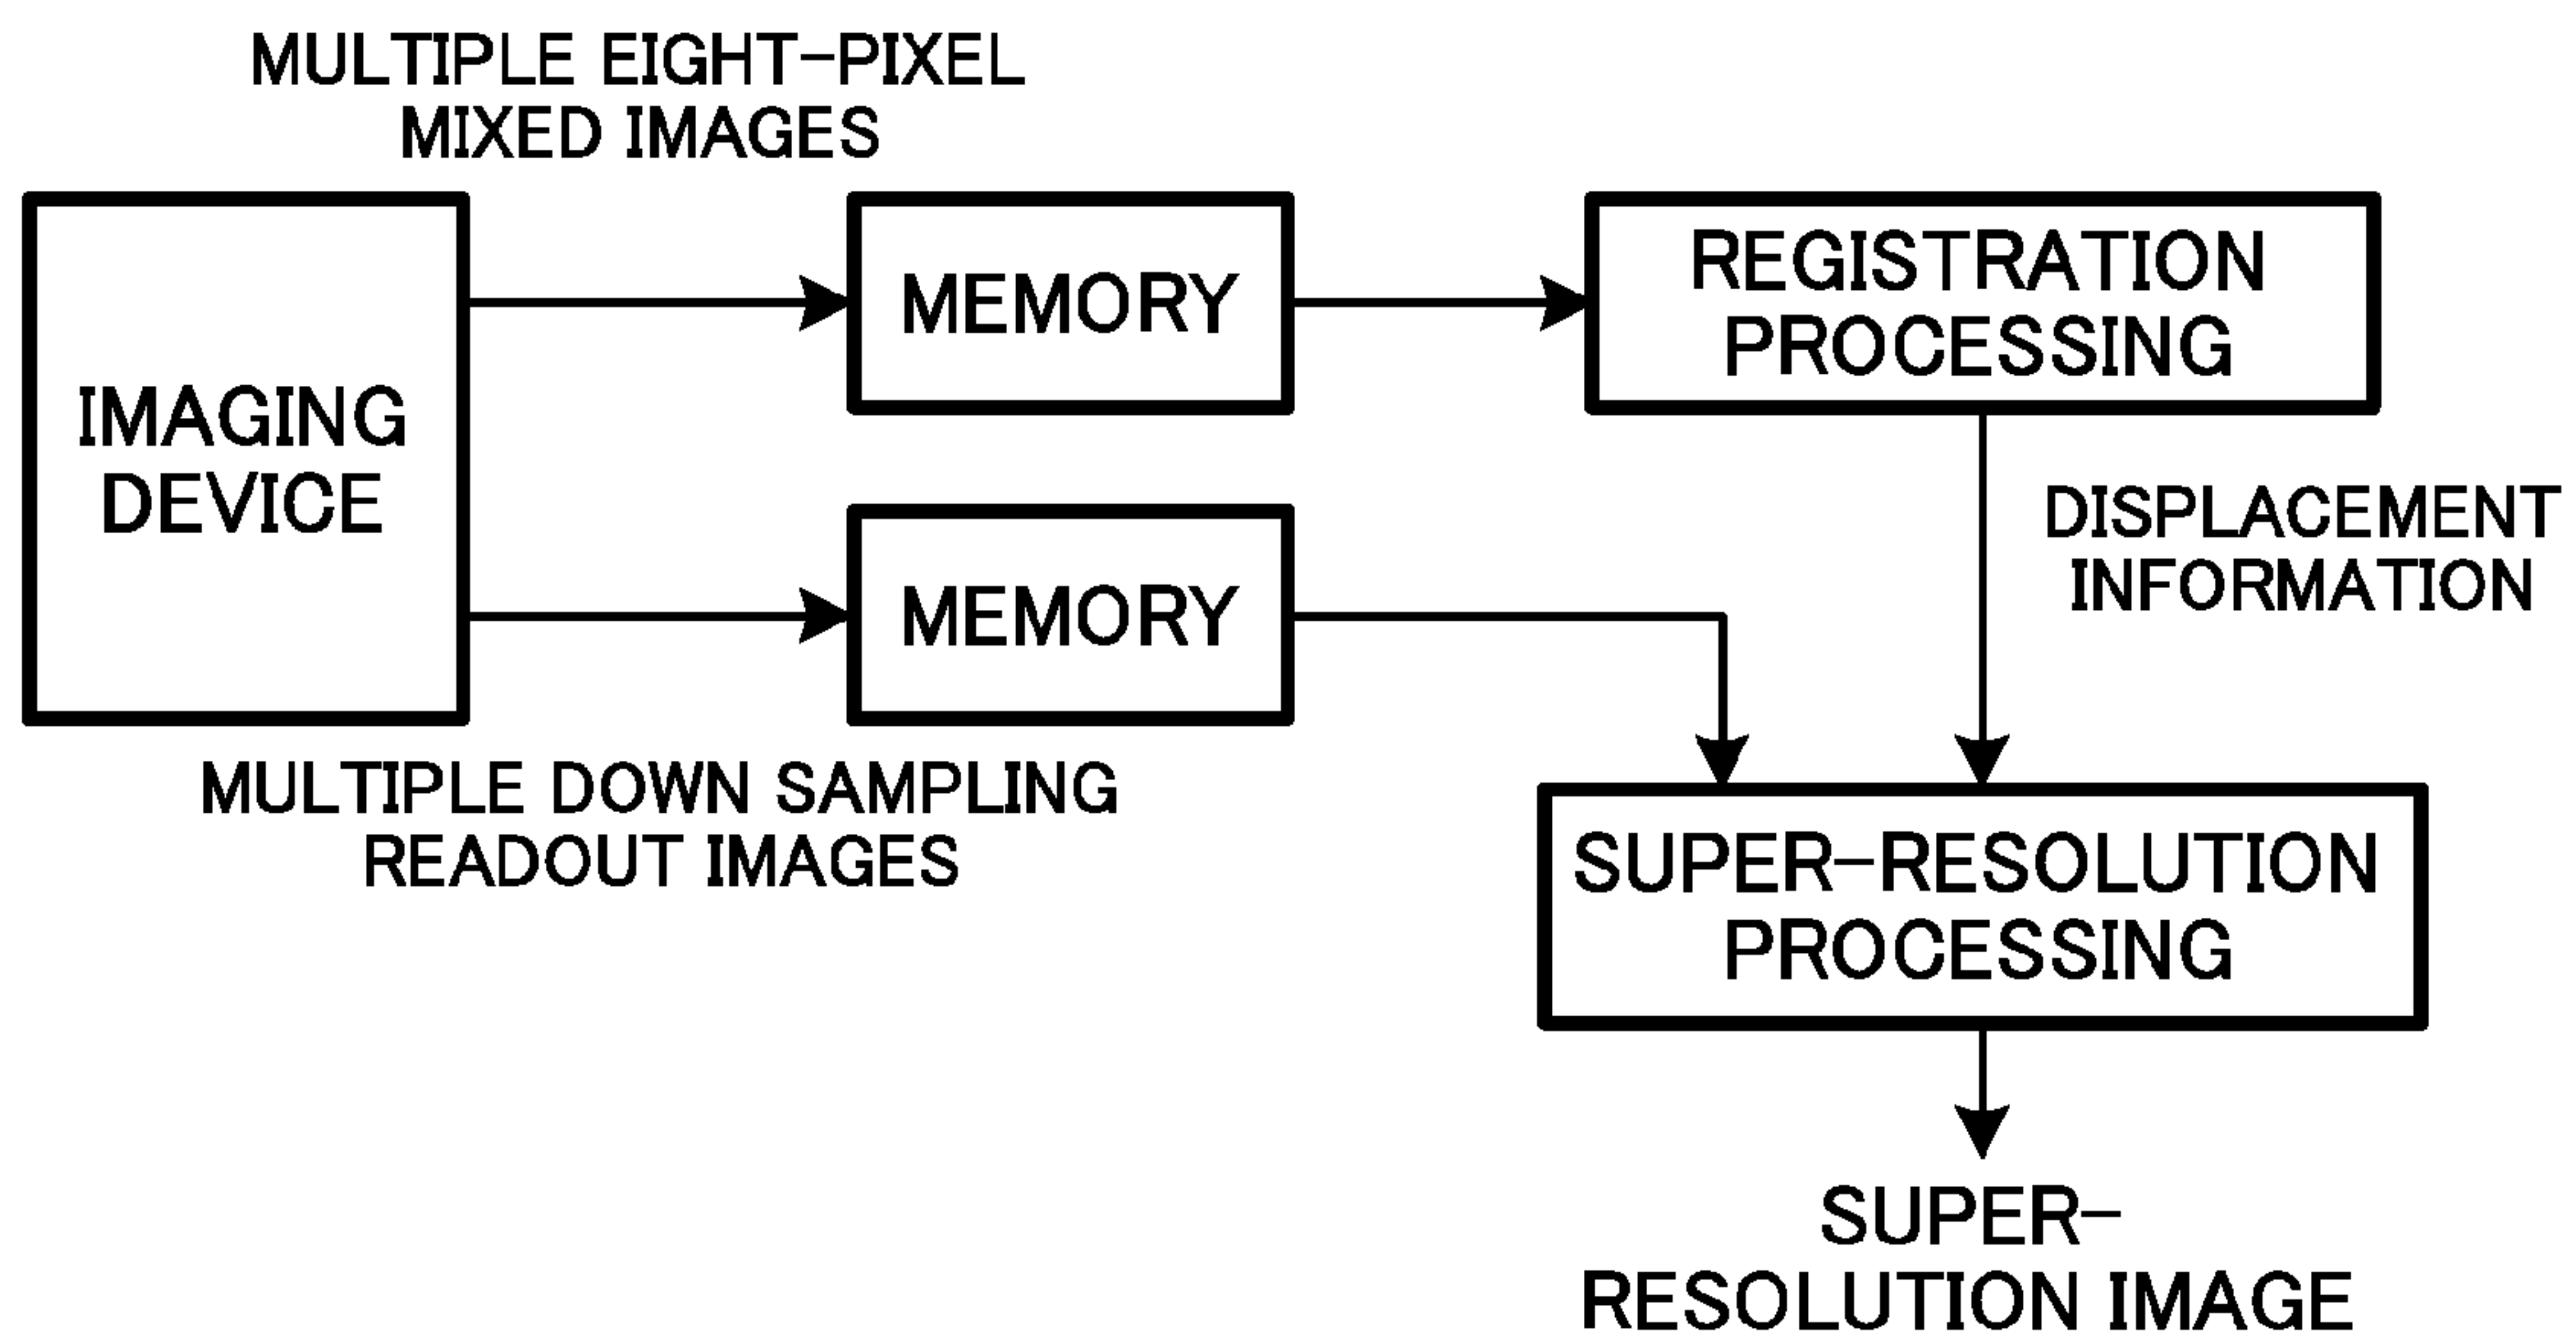 MULTIPLE EIGHT-PIXEL
MIXED IMAGES
IMAGING
DEVICE
MEMORY
REGISTRATION
PROCESSING
MEMORY
DISPLACEMENT
INFORMATION
MULTIPLE DOWN SAMPLING
READOUT IMAGES
SUPER-RESOLUTION
PROCESSING
SUPER-
RESOLUTION IMAGE